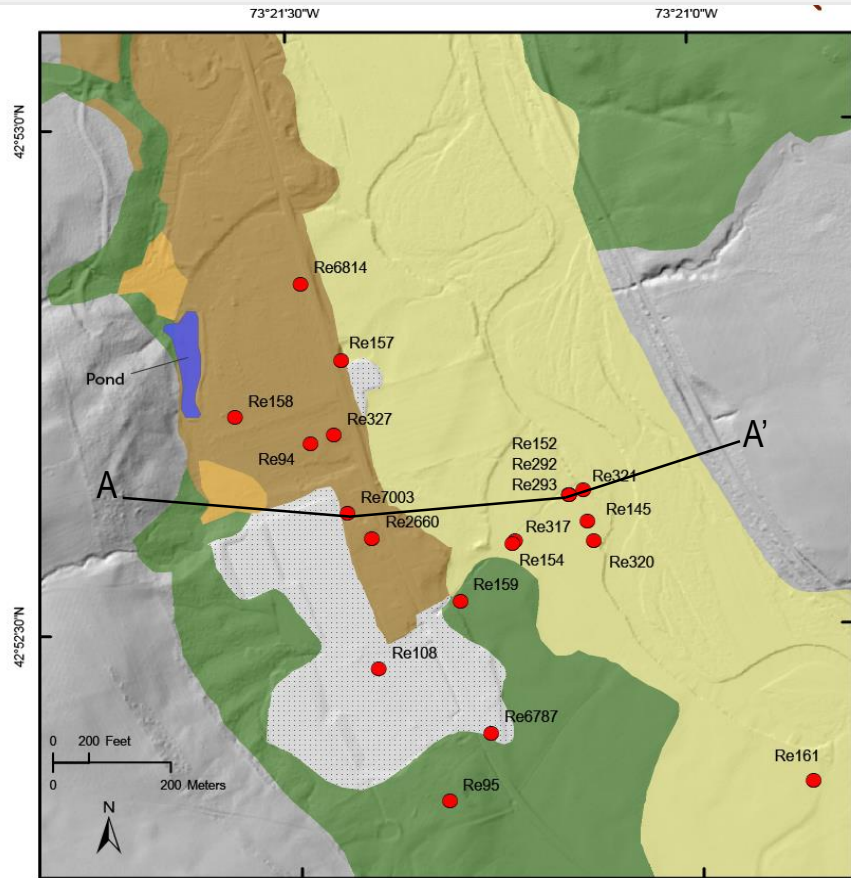 73°21'30"W
73°21'0"W
42°53'0"N
Re6814
Re157
Pond
Re158
Re327
Re94
A
A'
Re152
Re292
Re293
Re321
Re7003
Re145
Re2660
Re317
Re154
Re320
Re159
42°52'30"N
Re108
Re6787
Re161
Re95
0 200 Feet
0 200 Meters
N